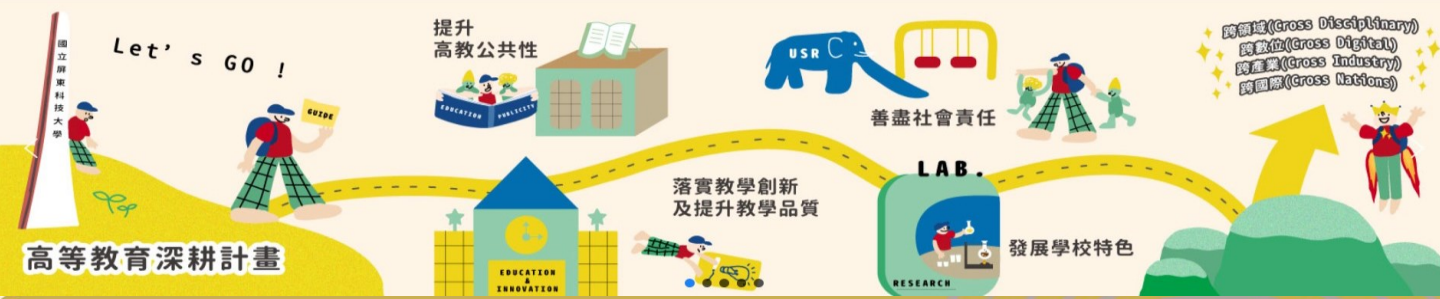 國立屏東科技大學
Let's GO !
GUIDE
高等教育深耕計畫
提升
高教公共性
EDUCATION
PUBLICITY
EDUCATION
&
INNOVATION
落實教學創新
及提升教學品質
USR
善盡社會責任
LAB.
RESEARCH
發展學校特色
跨領域(Cross Disciplinary)
跨數位(Cross Digital)
跨產業(Cross Industry)
跨國際(Cross Nations)